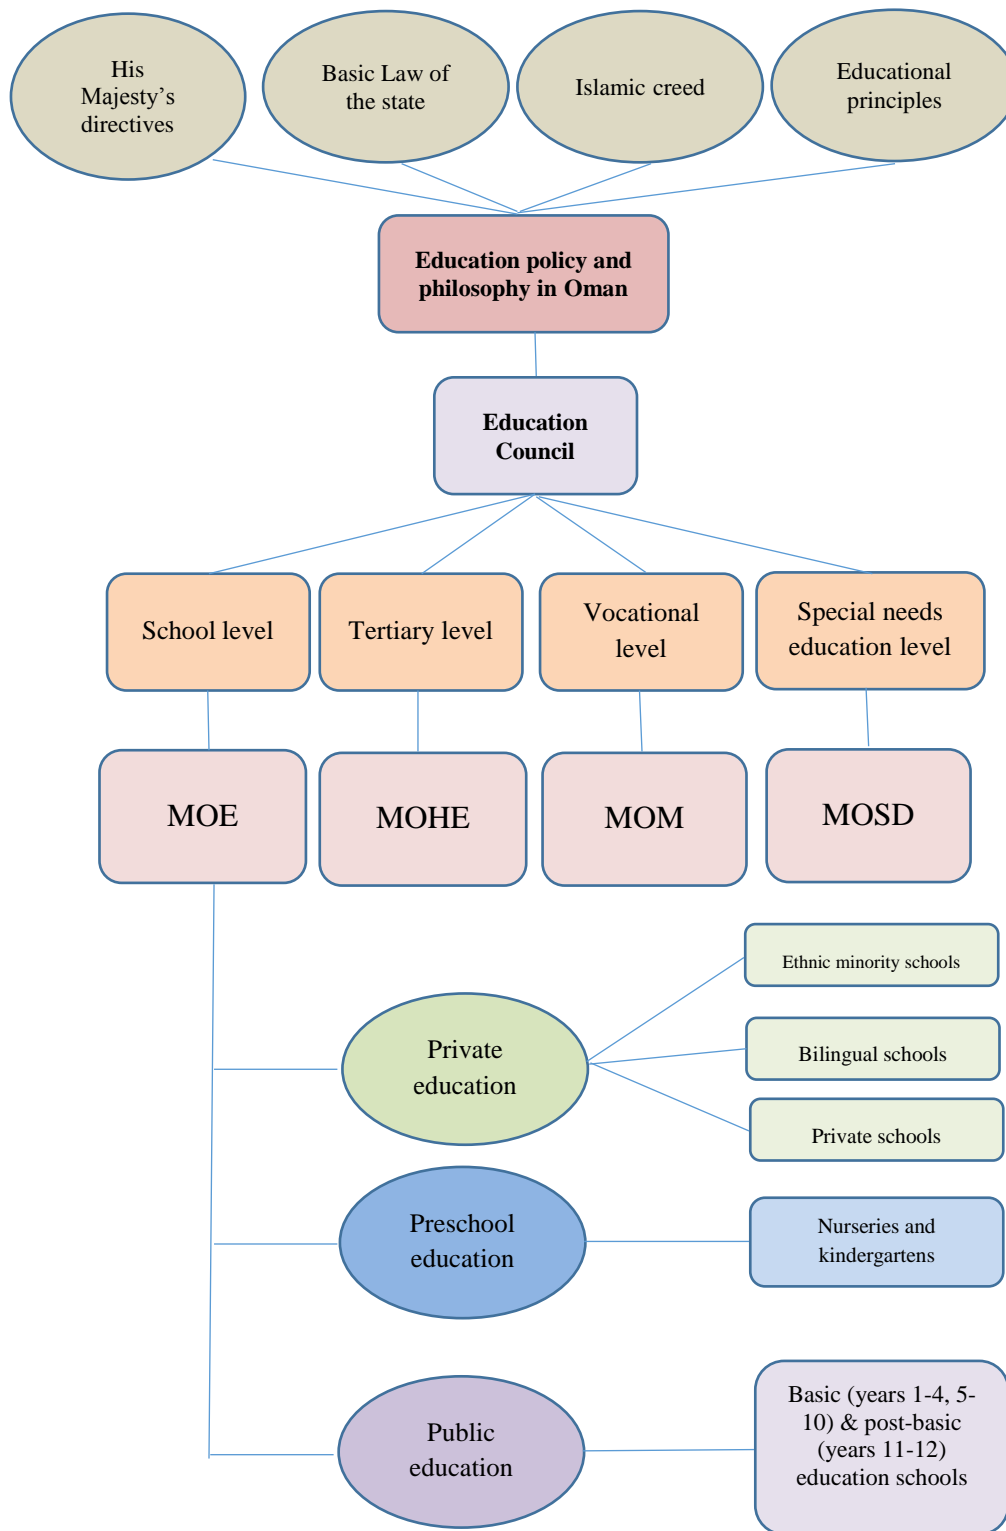 His
Majesty’s
directives
Basic Law of
the state
Islamic creed
Educational
principles
Education policy and
philosophy in Oman
Education
Council
School level
Tertiary level
Vocational
level
Special needs
education level
MOE
MOHE
MOM
MOSD
Ethnic minority schools
Private
education
Bilingual schools
Private schools
Preschool
education
Nurseries and
kindergartens
Public
education
Basic (years 1-4, 5-
10) & post-basic
(years 11-12)
education schools